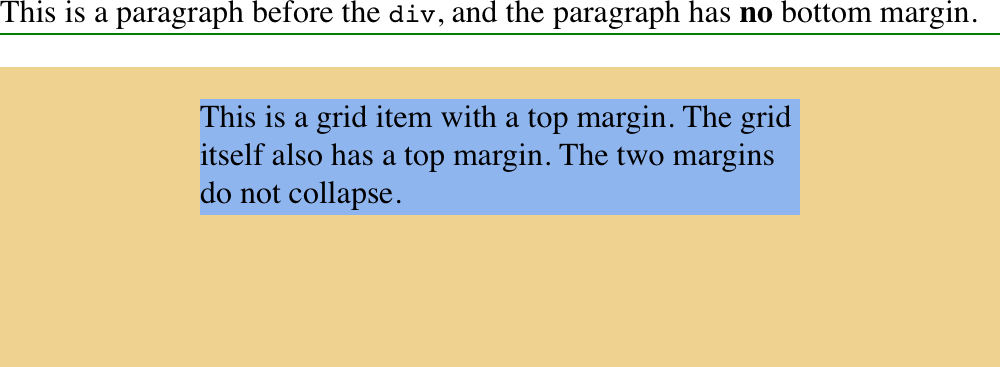 This is a paragraph before the div, and the paragraph has no bottom margin.
This is a grid item with a top margin. The grid
itself also has a top margin. The two margins
do not collapse.